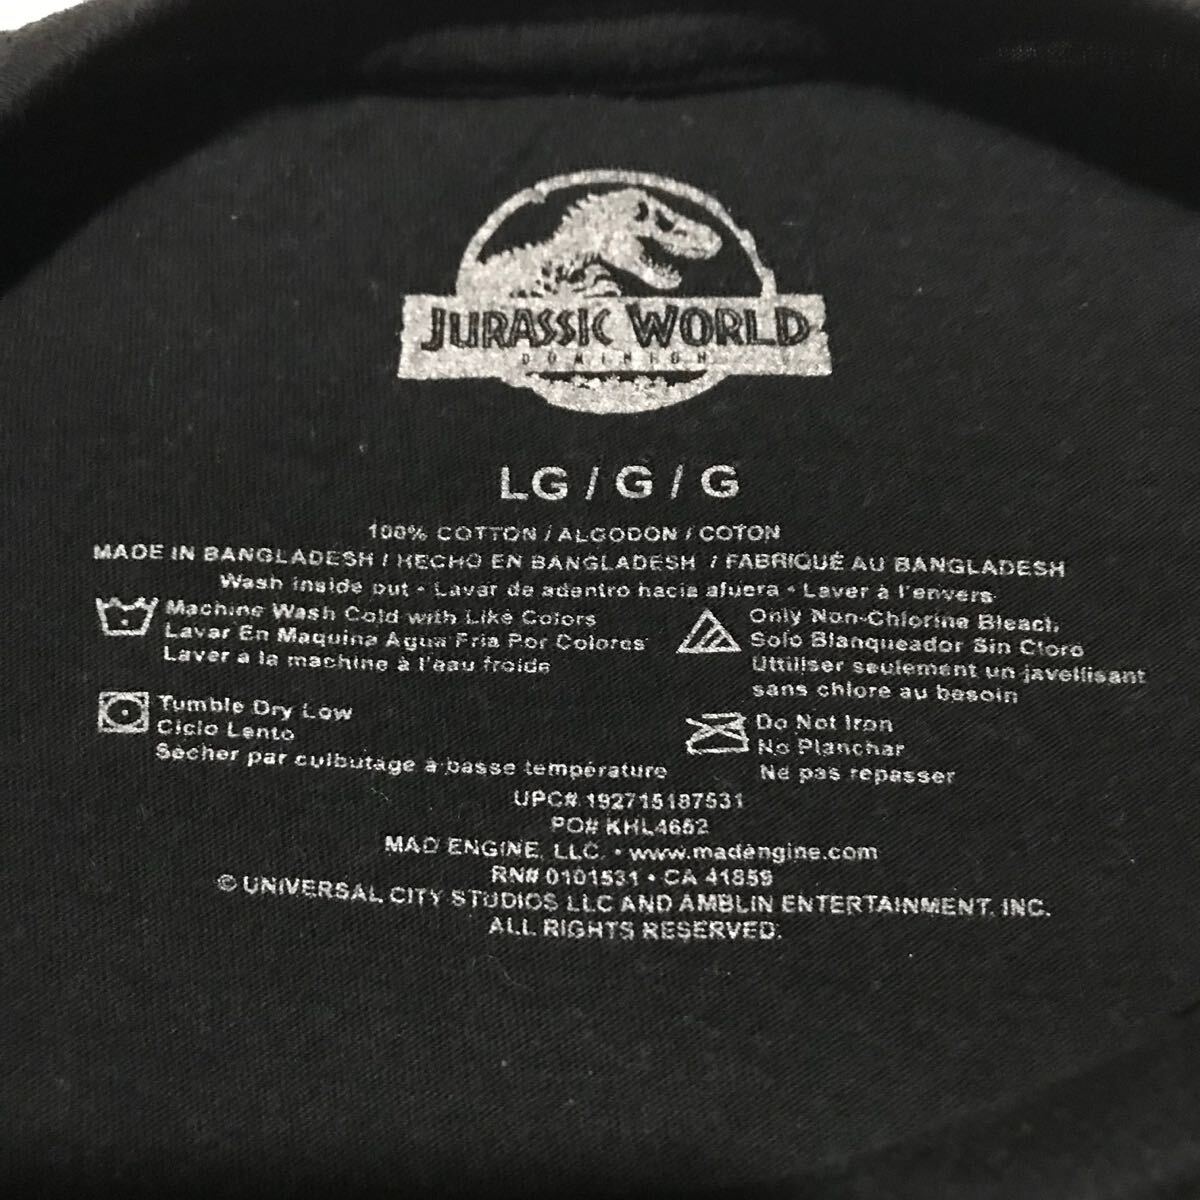 JURASSIC WORLD
DOMINION
LG / G / G
100% COTTON / ALGODON / COTON
MADE IN BANGLADESH / HECHO EN BANGLADESH / FABRIQUÉ AU BANGLADESH
Wash inside out • Lavar de adentro hacia afuera • Laver à l'envers
Machine Wash Cold with Like Colors
Lavar En Maquina Agua Fria Por Colores
Laver a la machine à l'eau froide
Only Non-Chlorine Bleach,
Solo Blanqueador Sin Cloro
Uttiliser seulement un javellisant
sans chlore au besoin
Tumble Dry Low
Ciclo Lento
Sècher par culbutage à basse température
Do Not Iron
No Planchar
Ne pas repasser
UPC# 192715187531
PO# KHL4652
MAD ENGINE, LLC. • www.madengine.com
RN# 0101531 • CA 41859
© UNIVERSAL CITY STUDIOS LLC AND AMBLIN ENTERTAINMENT, INC.
ALL RIGHTS RESERVED.